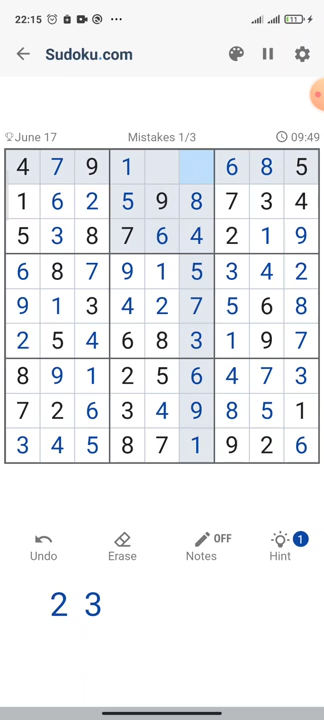 22:15
Sudoku.com
June 17 Mistakes 1/3 09:49
4 7 9 1 6 8 5
1 6 2 5 9 8 7 3 4
5 3 8 7 6 4 2 1 9
6 8 7 9 1 5 3 4 2
9 1 3 4 2 7 5 6 8
2 5 4 6 8 3 1 9 7
8 9 1 2 5 6 4 7 3
7 2 6 3 4 9 8 5 1
3 4 5 8 7 1 9 2 6
OFF 1
Undo Erase Notes Hint
2 3